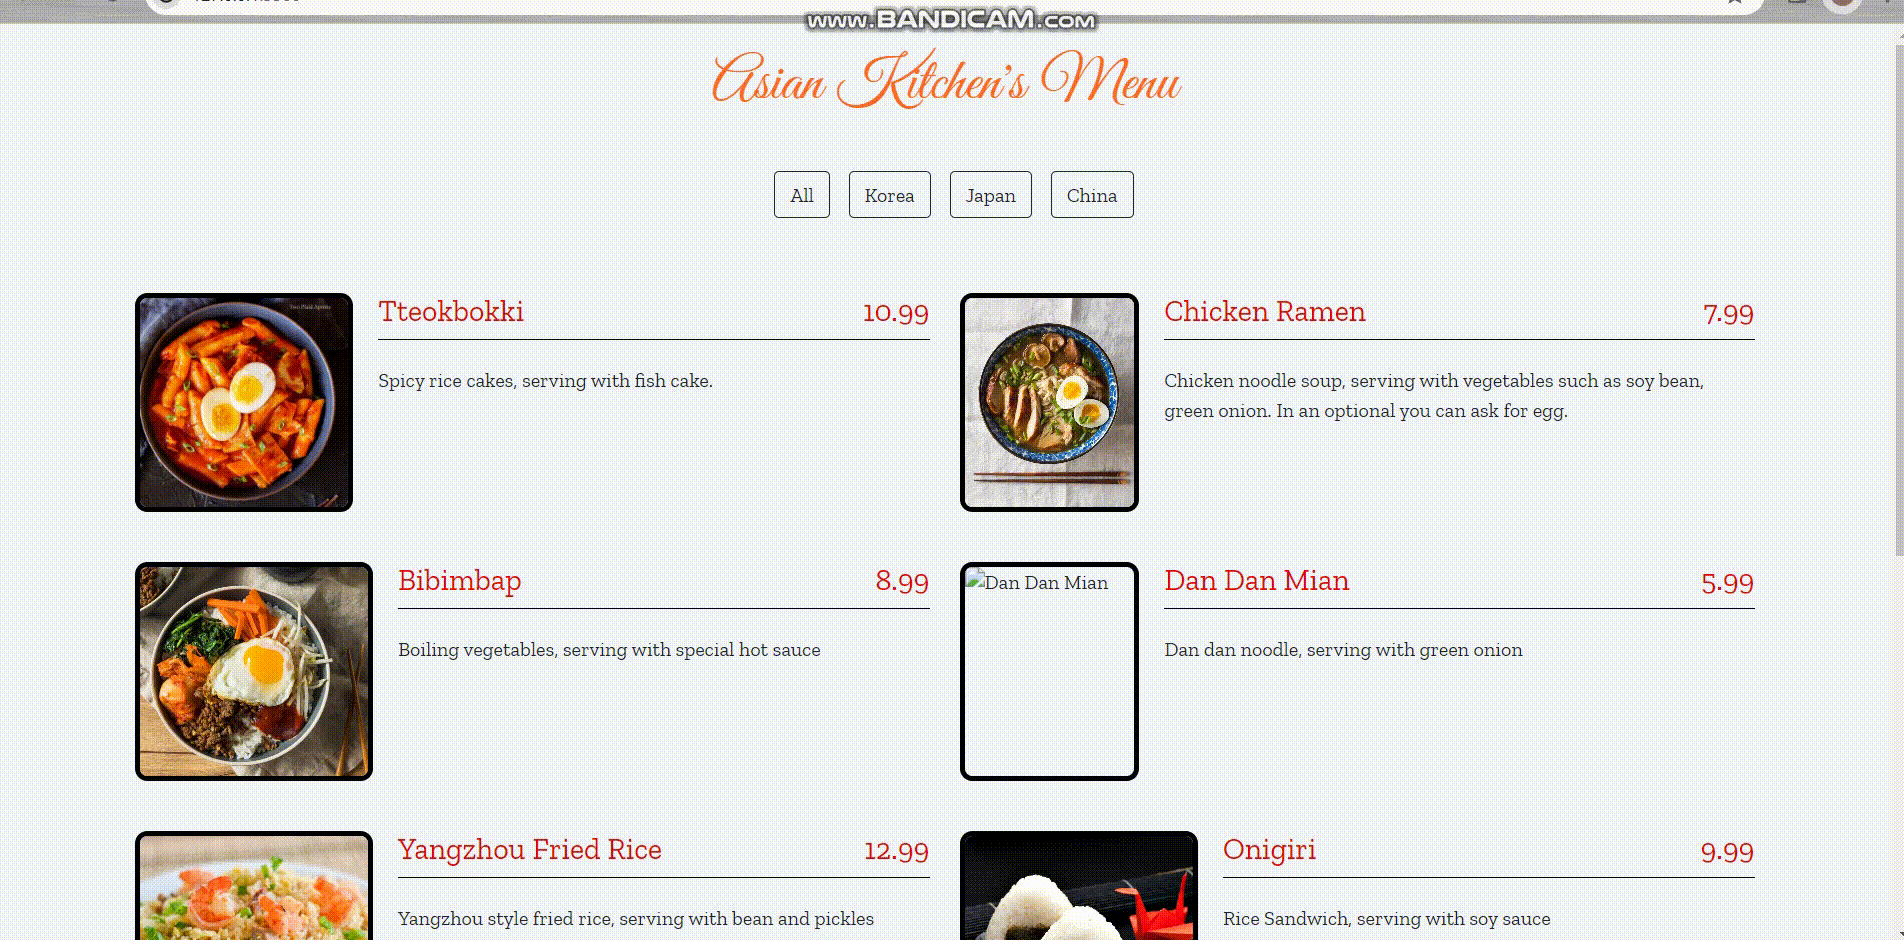 www.BANDICAM.com
Asian Kitchen's Menu
All
Korea
Japan
China
Tteokbokki
10.99
Spicy rice cakes, serving with fish cake.
Chicken Ramen
7.99
Chicken noodle soup, serving with vegetables such as soy bean,
green onion. In an optional you can ask for egg.
Bibimbap
8.99
Boiling vegetables, serving with special hot sauce
Dan Dan Mian
Dan Dan Mian
5.99
Dan dan noodle, serving with green onion
Yangzhou Fried Rice
12.99
Yangzhou style fried rice, serving with bean and pickles
Onigiri
9.99
Rice Sandwich, serving with soy sauce